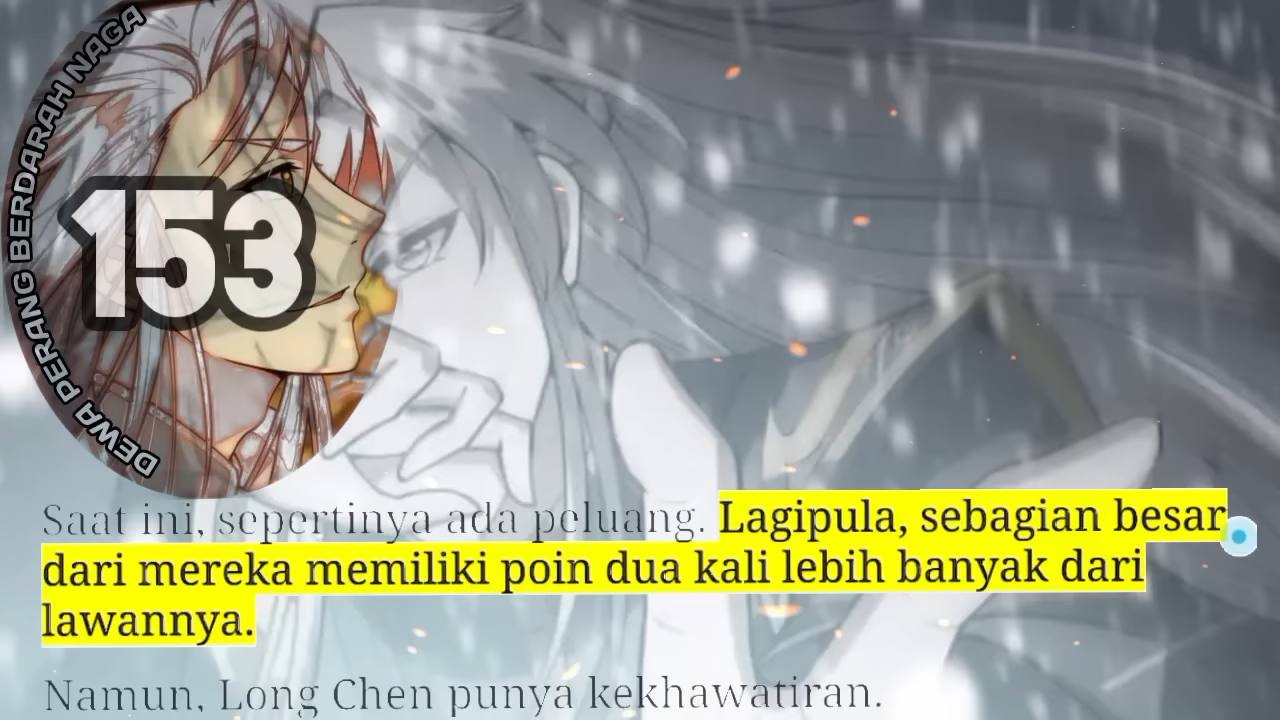 DEWA PERANG BERDARAH NAGA
153
Saat ini, sepertinya ada peluang. Lagipula, sebagian besar
dari mereka memiliki poin dua kali lebih banyak dari
lawannya.
Namun, Long Chen punya kekhawatiran.